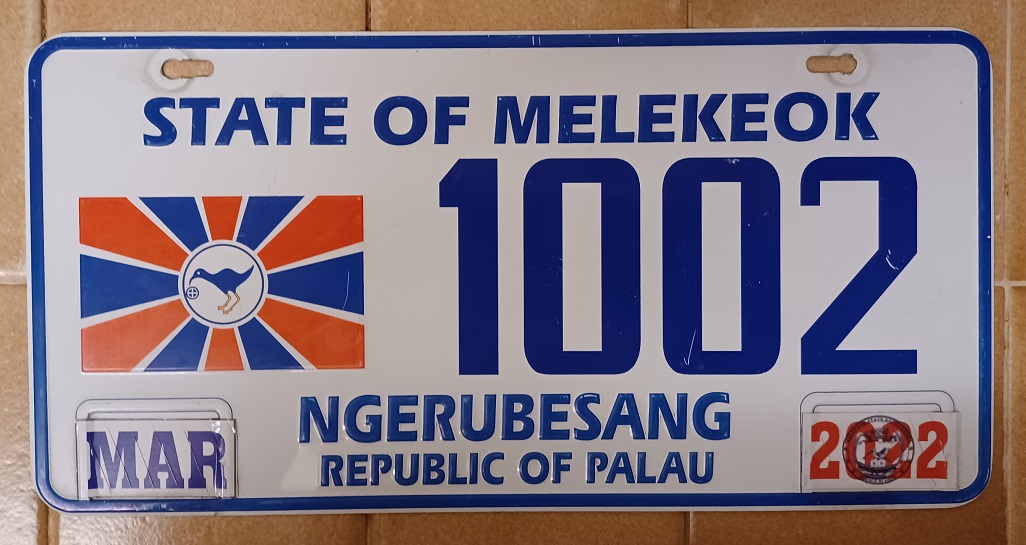 STATE OF MELEKEOK
1002
NGERUBESANG
REPUBLIC OF PALAU
MAR
2022